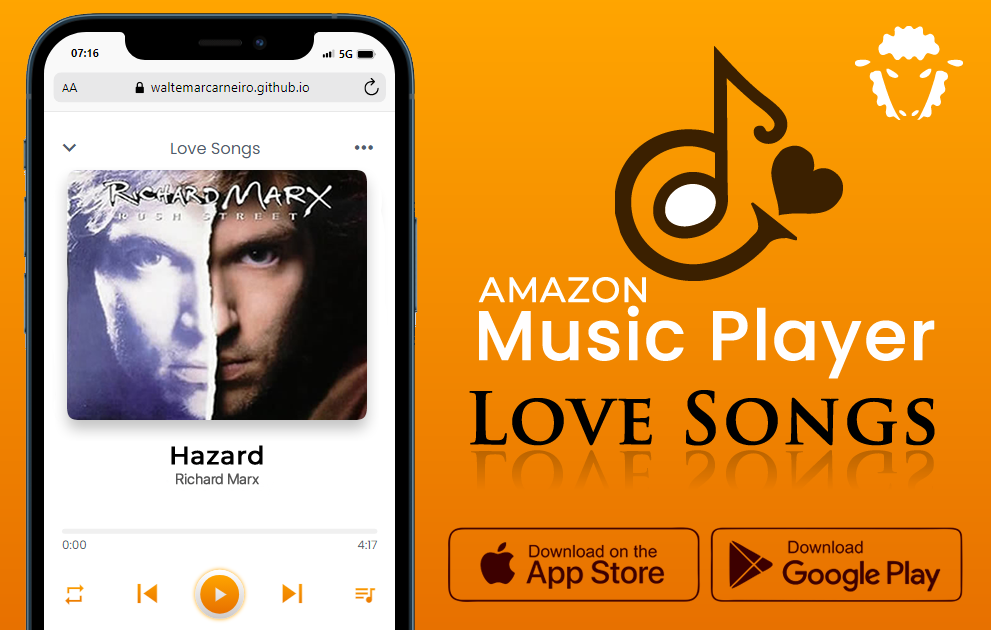 07:16
5G
AA
waltemarcarneiro.github.io
Love Songs
RICHARD MARX
RUSH STREET
Hazard
Richard Marx
0:00
4:17
AMAZON
Music Player
LOVE SONGS
Download on the
App Store
Download
Google Play